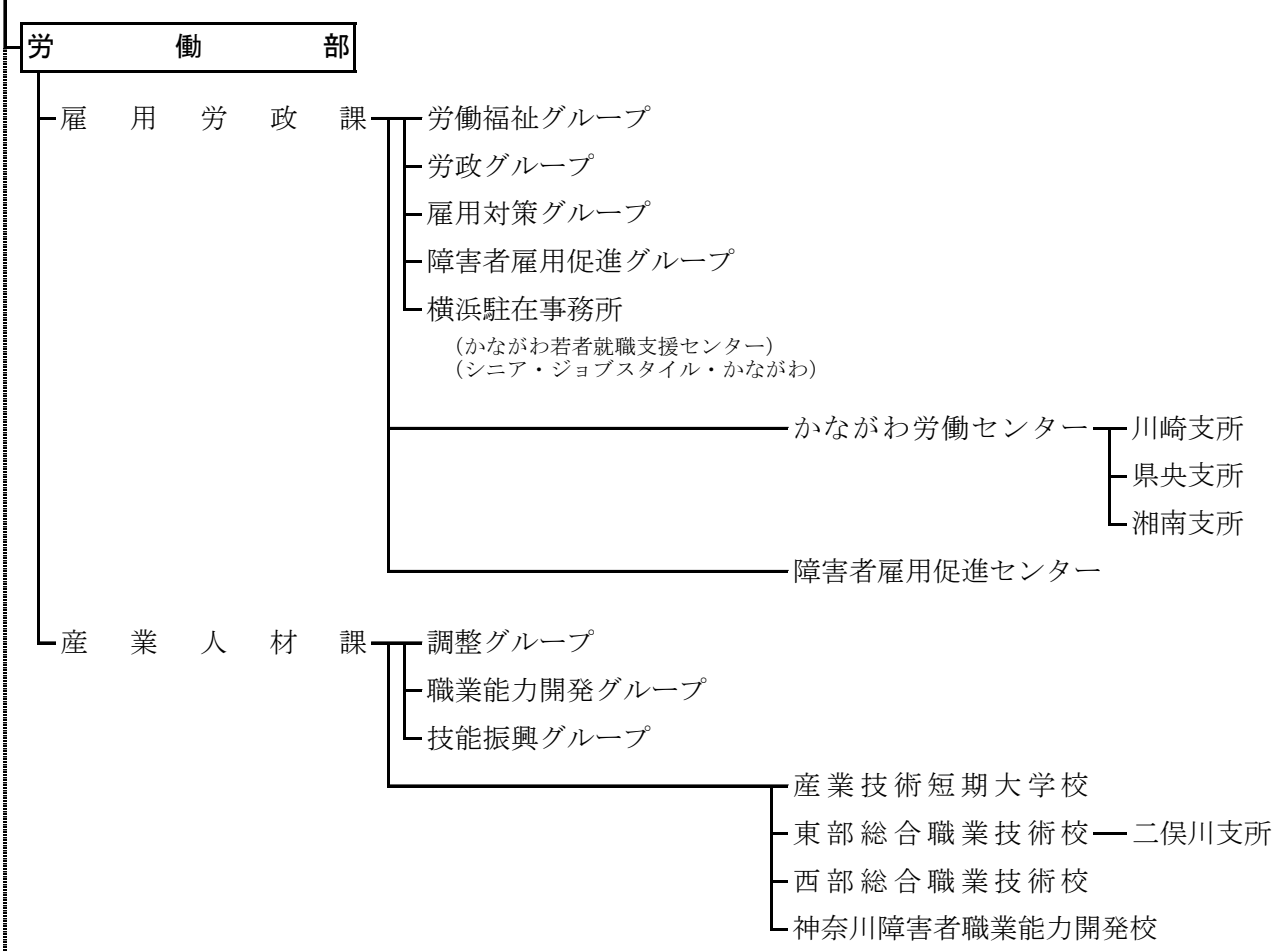 労働部
雇用労政課 労働福祉グループ
労政グループ
雇用対策グループ
障害者雇用促進グループ
横浜駐在事務所
（かながわ若者就職支援センター）
（シニア・ジョブスタイル・かながわ）
かながわ労働センター 川崎支所
県央支所
湘南支所
障害者雇用促進センター
産業人材課 調整グループ
職業能力開発グループ
技能振興グループ
産業技術短期大学校
東部総合職業技術校 二俣川支所
西部総合職業技術校
神奈川障害者職業能力開発校